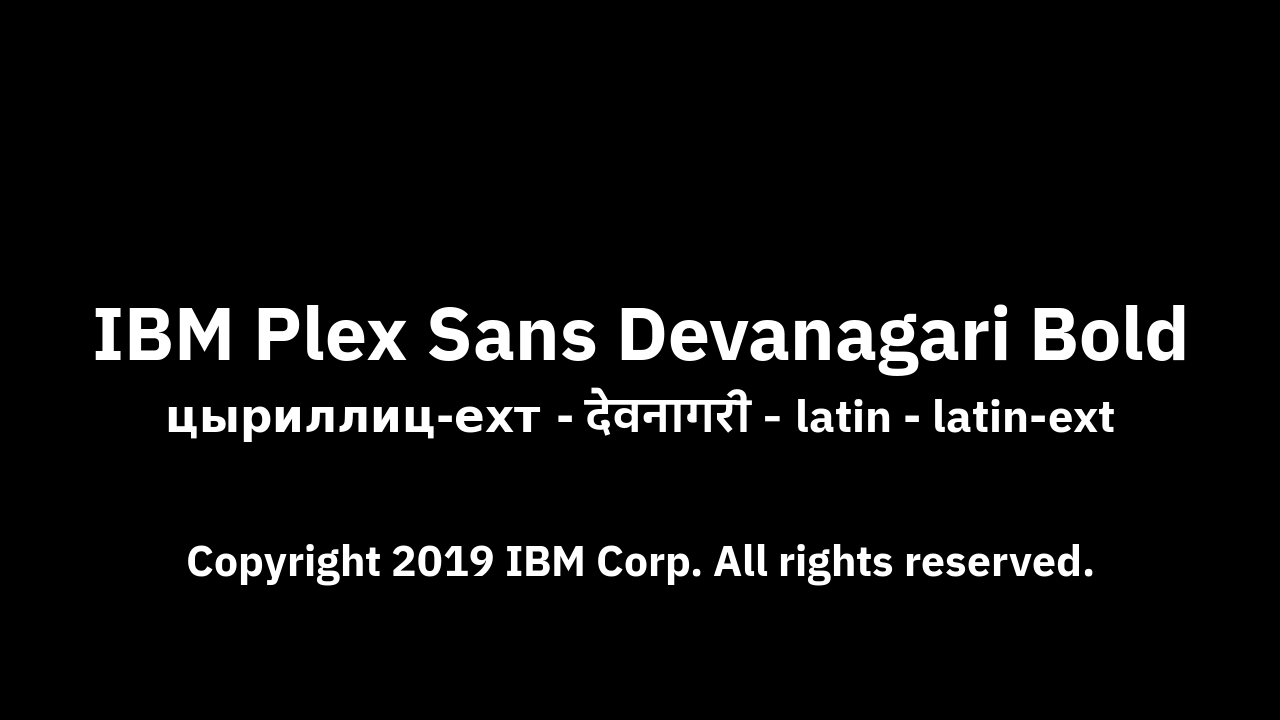 IBM Plex Sans Devanagari Bold
цыриллиц-ехт - देवनागरी - latin - latin-ext
Copyright 2019 IBM Corp. All rights reserved.